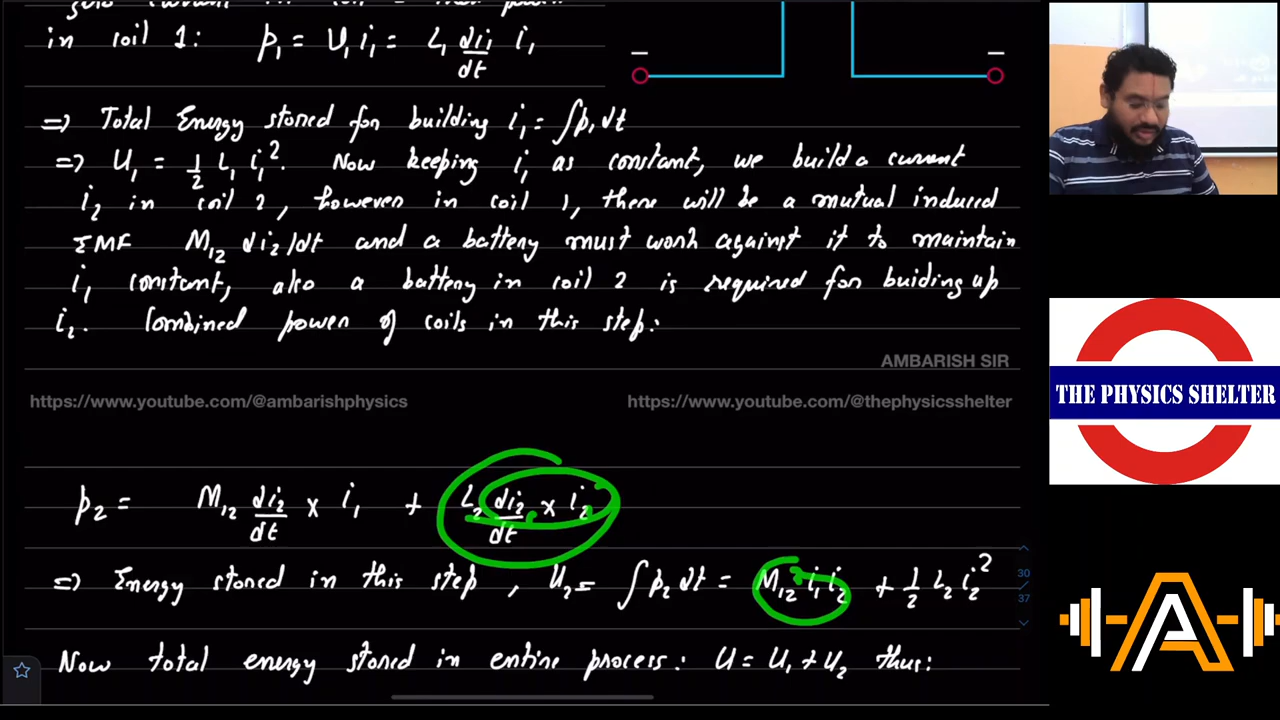 in coil 1: p₁ = U₁ i₁ = L₁ di₁/dt i₁
⇒ Total Energy stored for building i₁ = ∫p₁ dt
⇒ U₁ = 1/2 L₁ i₁². Now keeping i₁ as constant, we build a current
i₂ in coil 2, however in coil 1, there will be a mutual induced
EMF M₁₂ di₂/dt and a battery must work against it to maintain
i₁ constant, also a battery in coil 2 is required for buiding up
i₂. Combined power of coils in this step:
AMBARISH SIR
https://www.youtube.com/@ambarishphysics
https://www.youtube.com/@thephysicsshelter
p₂ = M₁₂ di₂/dt × i₁ + L₂ di₂/dt × i₂
⇒ Energy stored in this step, U₂ = ∫p₂ dt = M₁₂ i₁ i₂ + 1/2 L₂ i₂²
Now total energy stored in entire process: U = U₁ + U₂ thus:
30
37
THE PHYSICS SHELTER